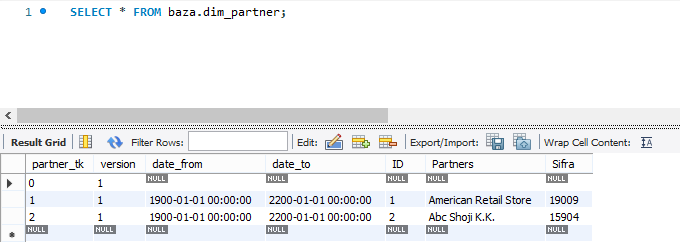 1 SELECT * FROM baza.dim_partner;
Result Grid Filter Rows: Edit: Export/Import: Wrap Cell Content:
partner_tk version date_from date_to ID Partners Sifra
0 1 NULL NULL NULL NULL NULL
1 1 1900-01-01 00:00:00 2200-01-01 00:00:00 1 American Retail Store 19009
2 1 1900-01-01 00:00:00 2200-01-01 00:00:00 2 Abc Shoji K.K. 15904
NULL NULL NULL NULL NULL NULL NULL